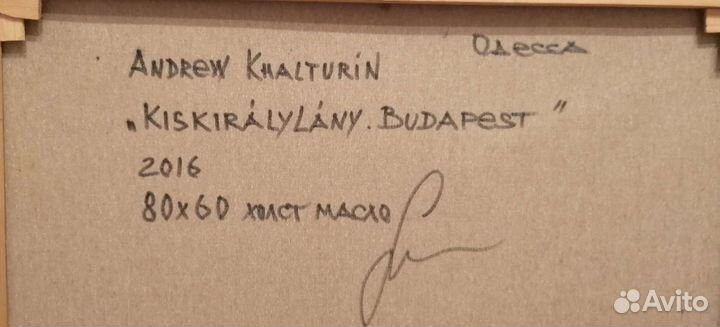 Одесса
ANDREW KHALTURIN
„KISKIRÁLYLÁNY. BUDAPEST"
2016
80x60 холст масло
Avito